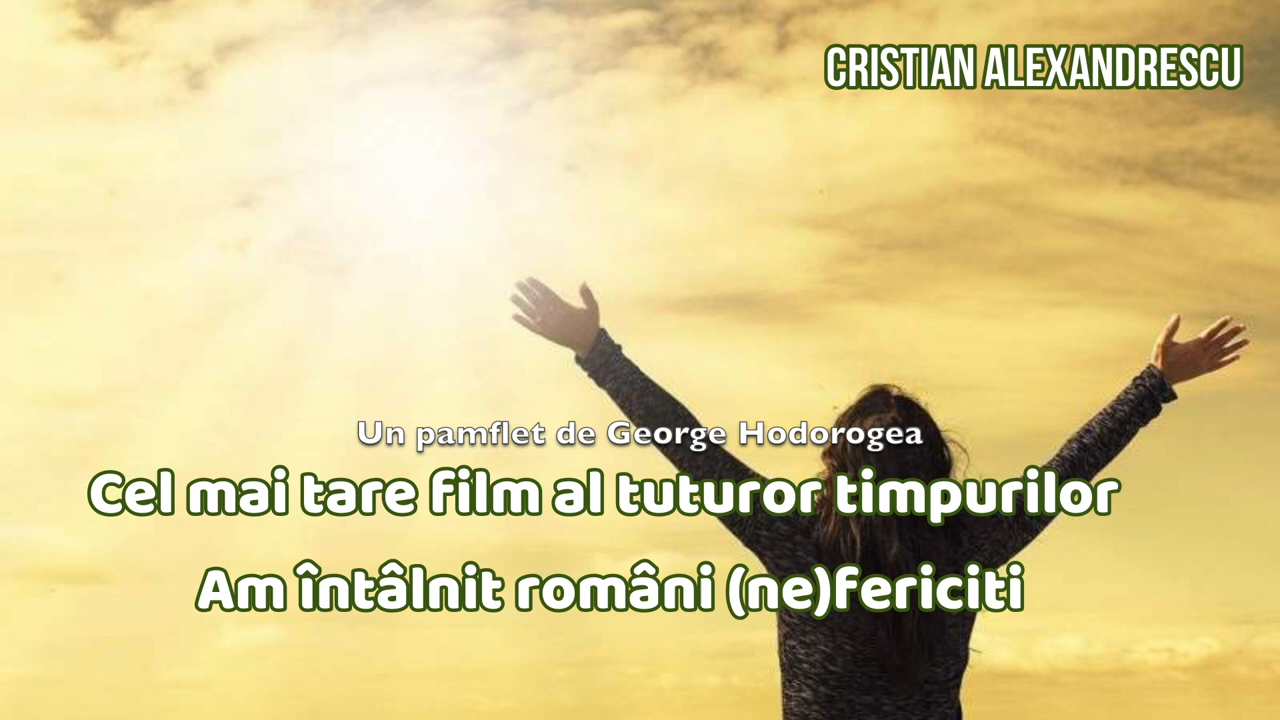 CRISTIAN ALEXANDRESCU
Un pamflet de George Hodorogea
Cel mai tare film al tuturor timpurilor
Am întâlnit români (ne)fericiti